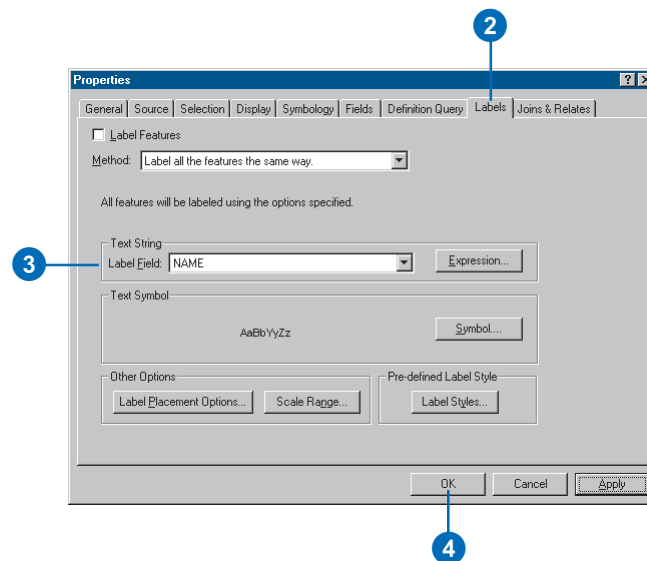 2
Properties
General Source Selection Display Symbology Fields Definition Query Labels Joins & Relates
Label Features
Method: Label all the features the same way.
All features will be labeled using the options specified.
Text String
3
Label Field: NAME Expression...
Text Symbol
AaBbYyZz Symbol....
Other Options Pre-defined Label Style
Label Placement Options... Scale Range... Label Styles...
OK Cancel Apply
4